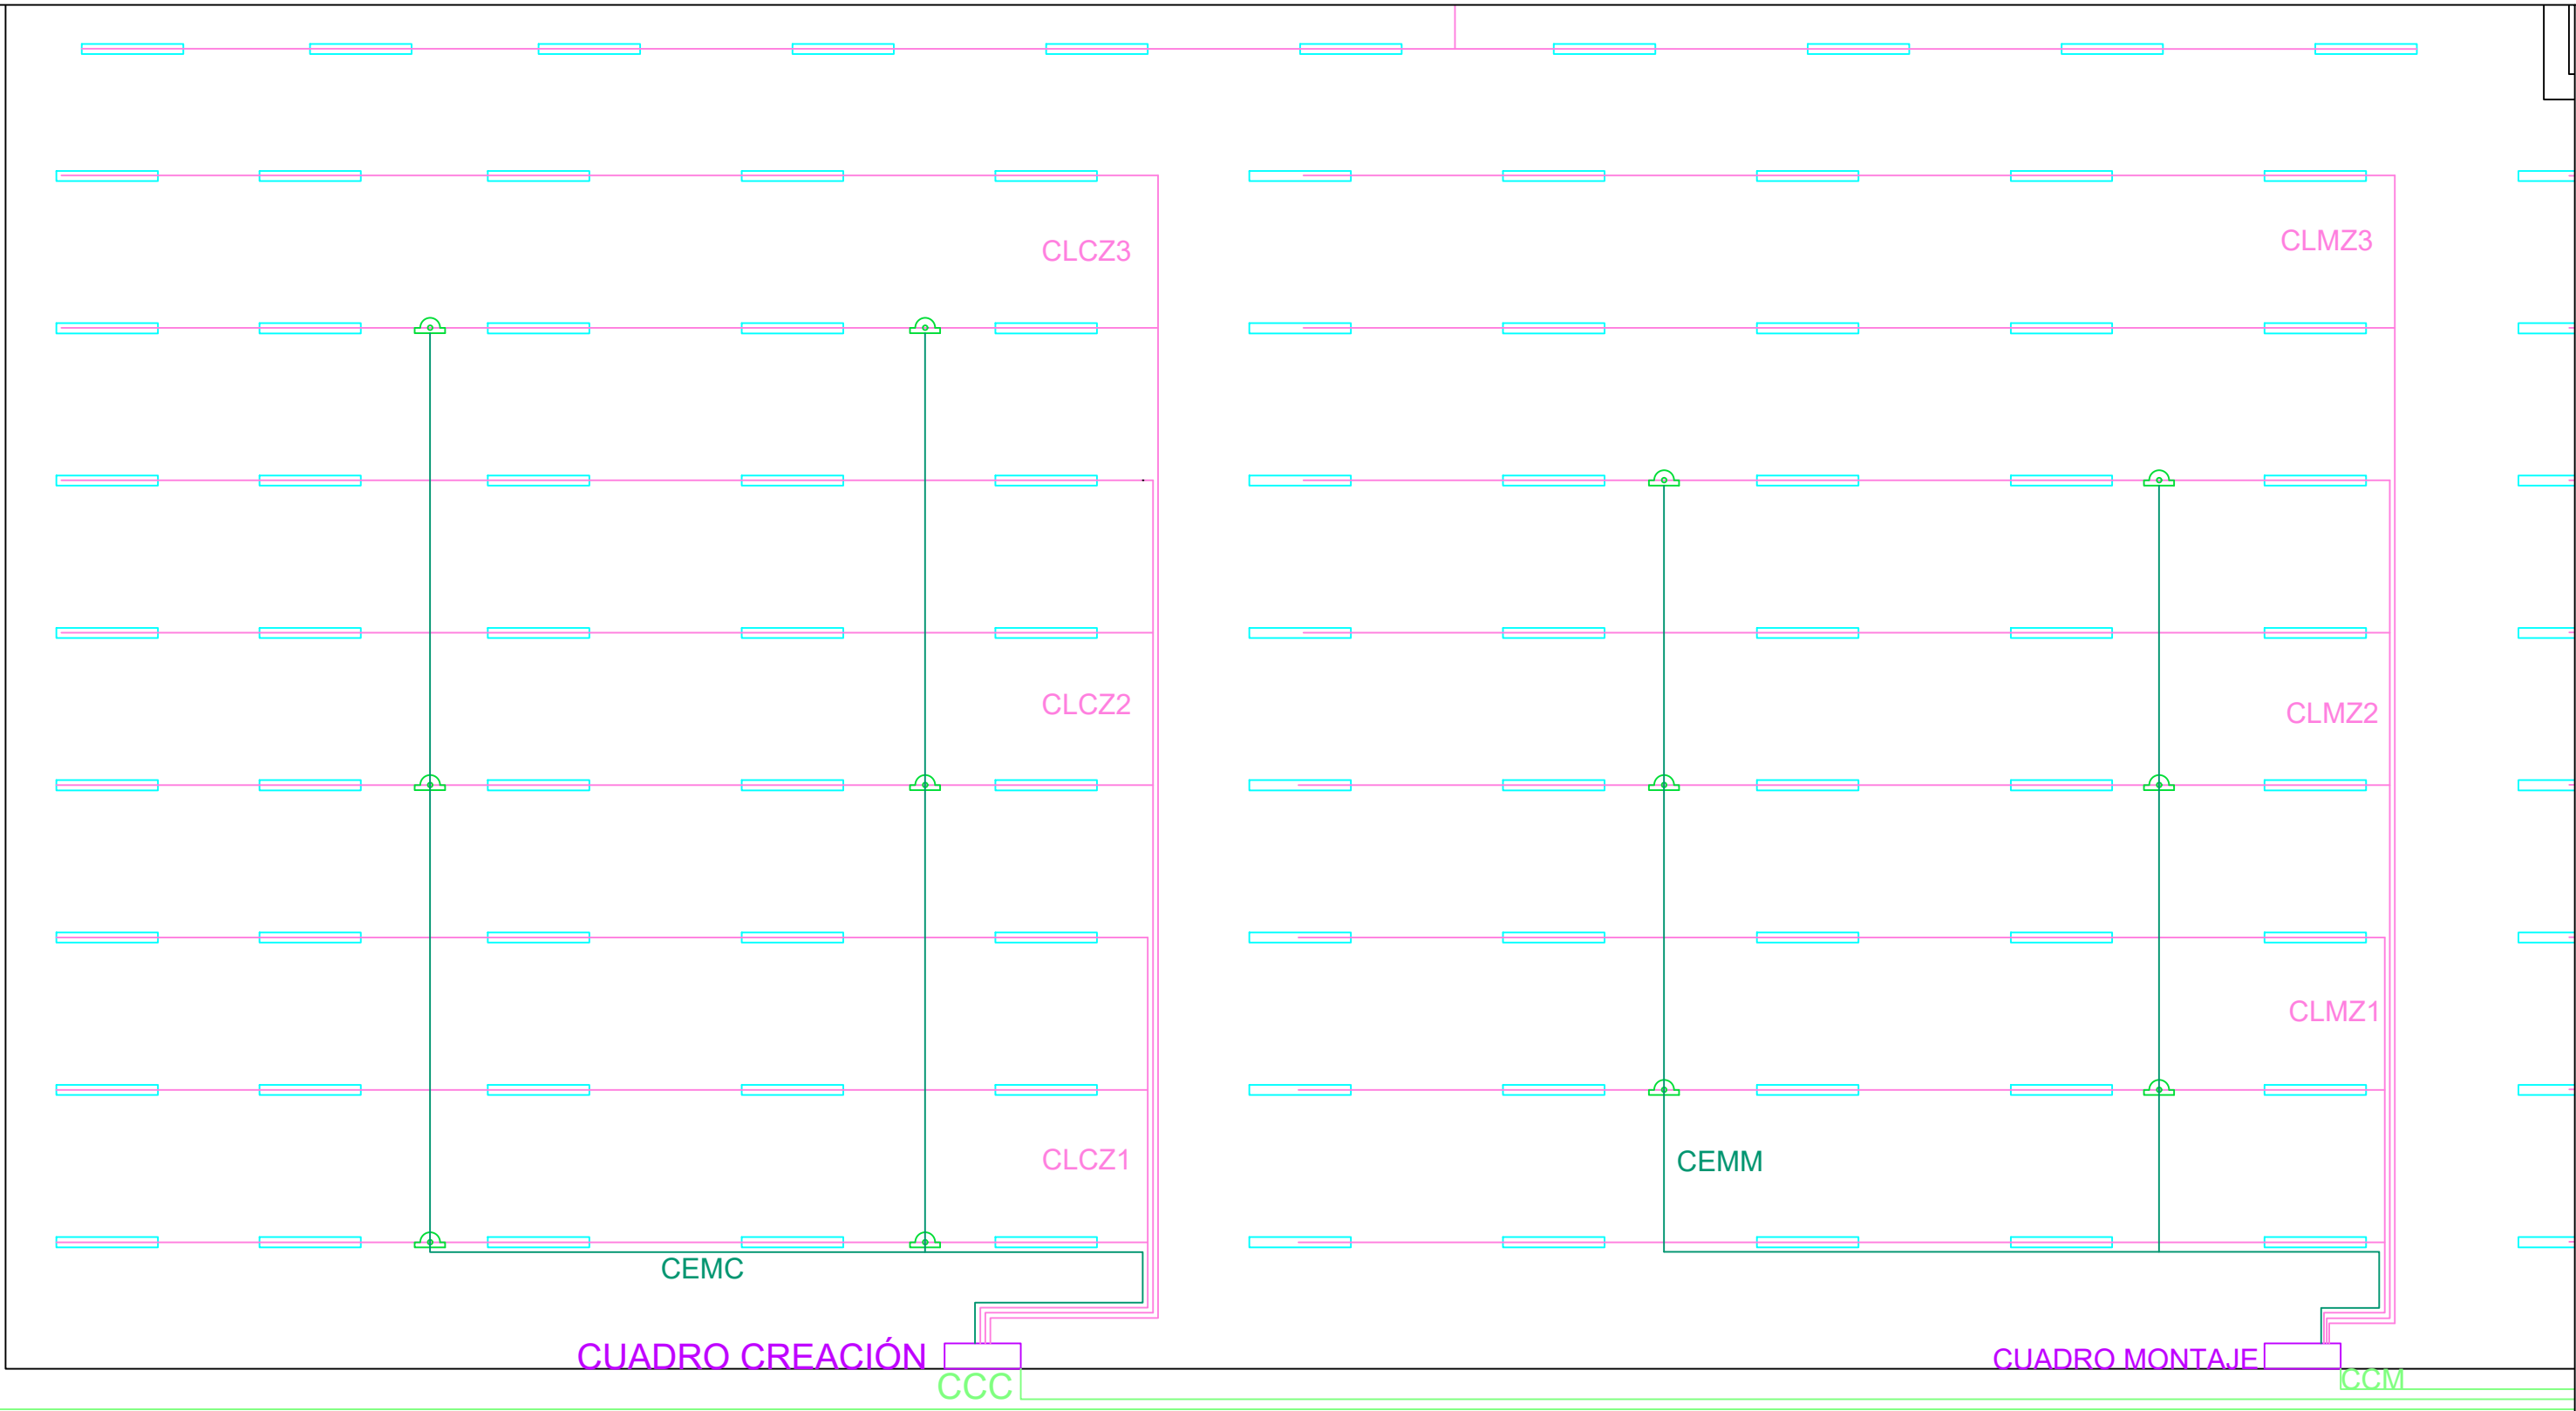 CLCZ3
CLMZ3
CLCZ2
CLMZ2
CLMZ1
CLCZ1
CEMM
CEMC
CUADRO CREACIÓN
CUADRO MONTAJE
CCC
CCM